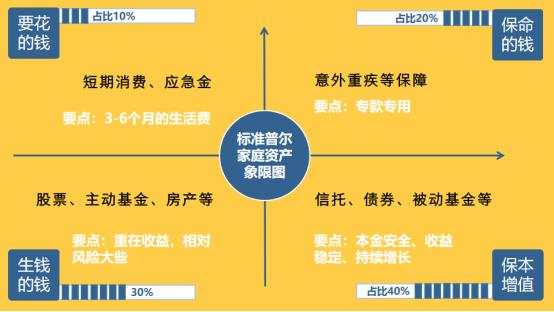 要花
的钱
占比10%
短期消费、应急金
要点：3-6个月的生活费
占比20%
保命
的钱
意外重疾等保障
要点：专款专用
标准普尔
家庭资产
象限图
股票、主动基金、房产等
要点：重在收益，相对
风险大些
生钱
的钱
30%
信托、债券、被动基金等
要点：本金安全、收益
稳定、持续增长
占比40%
保本
增值